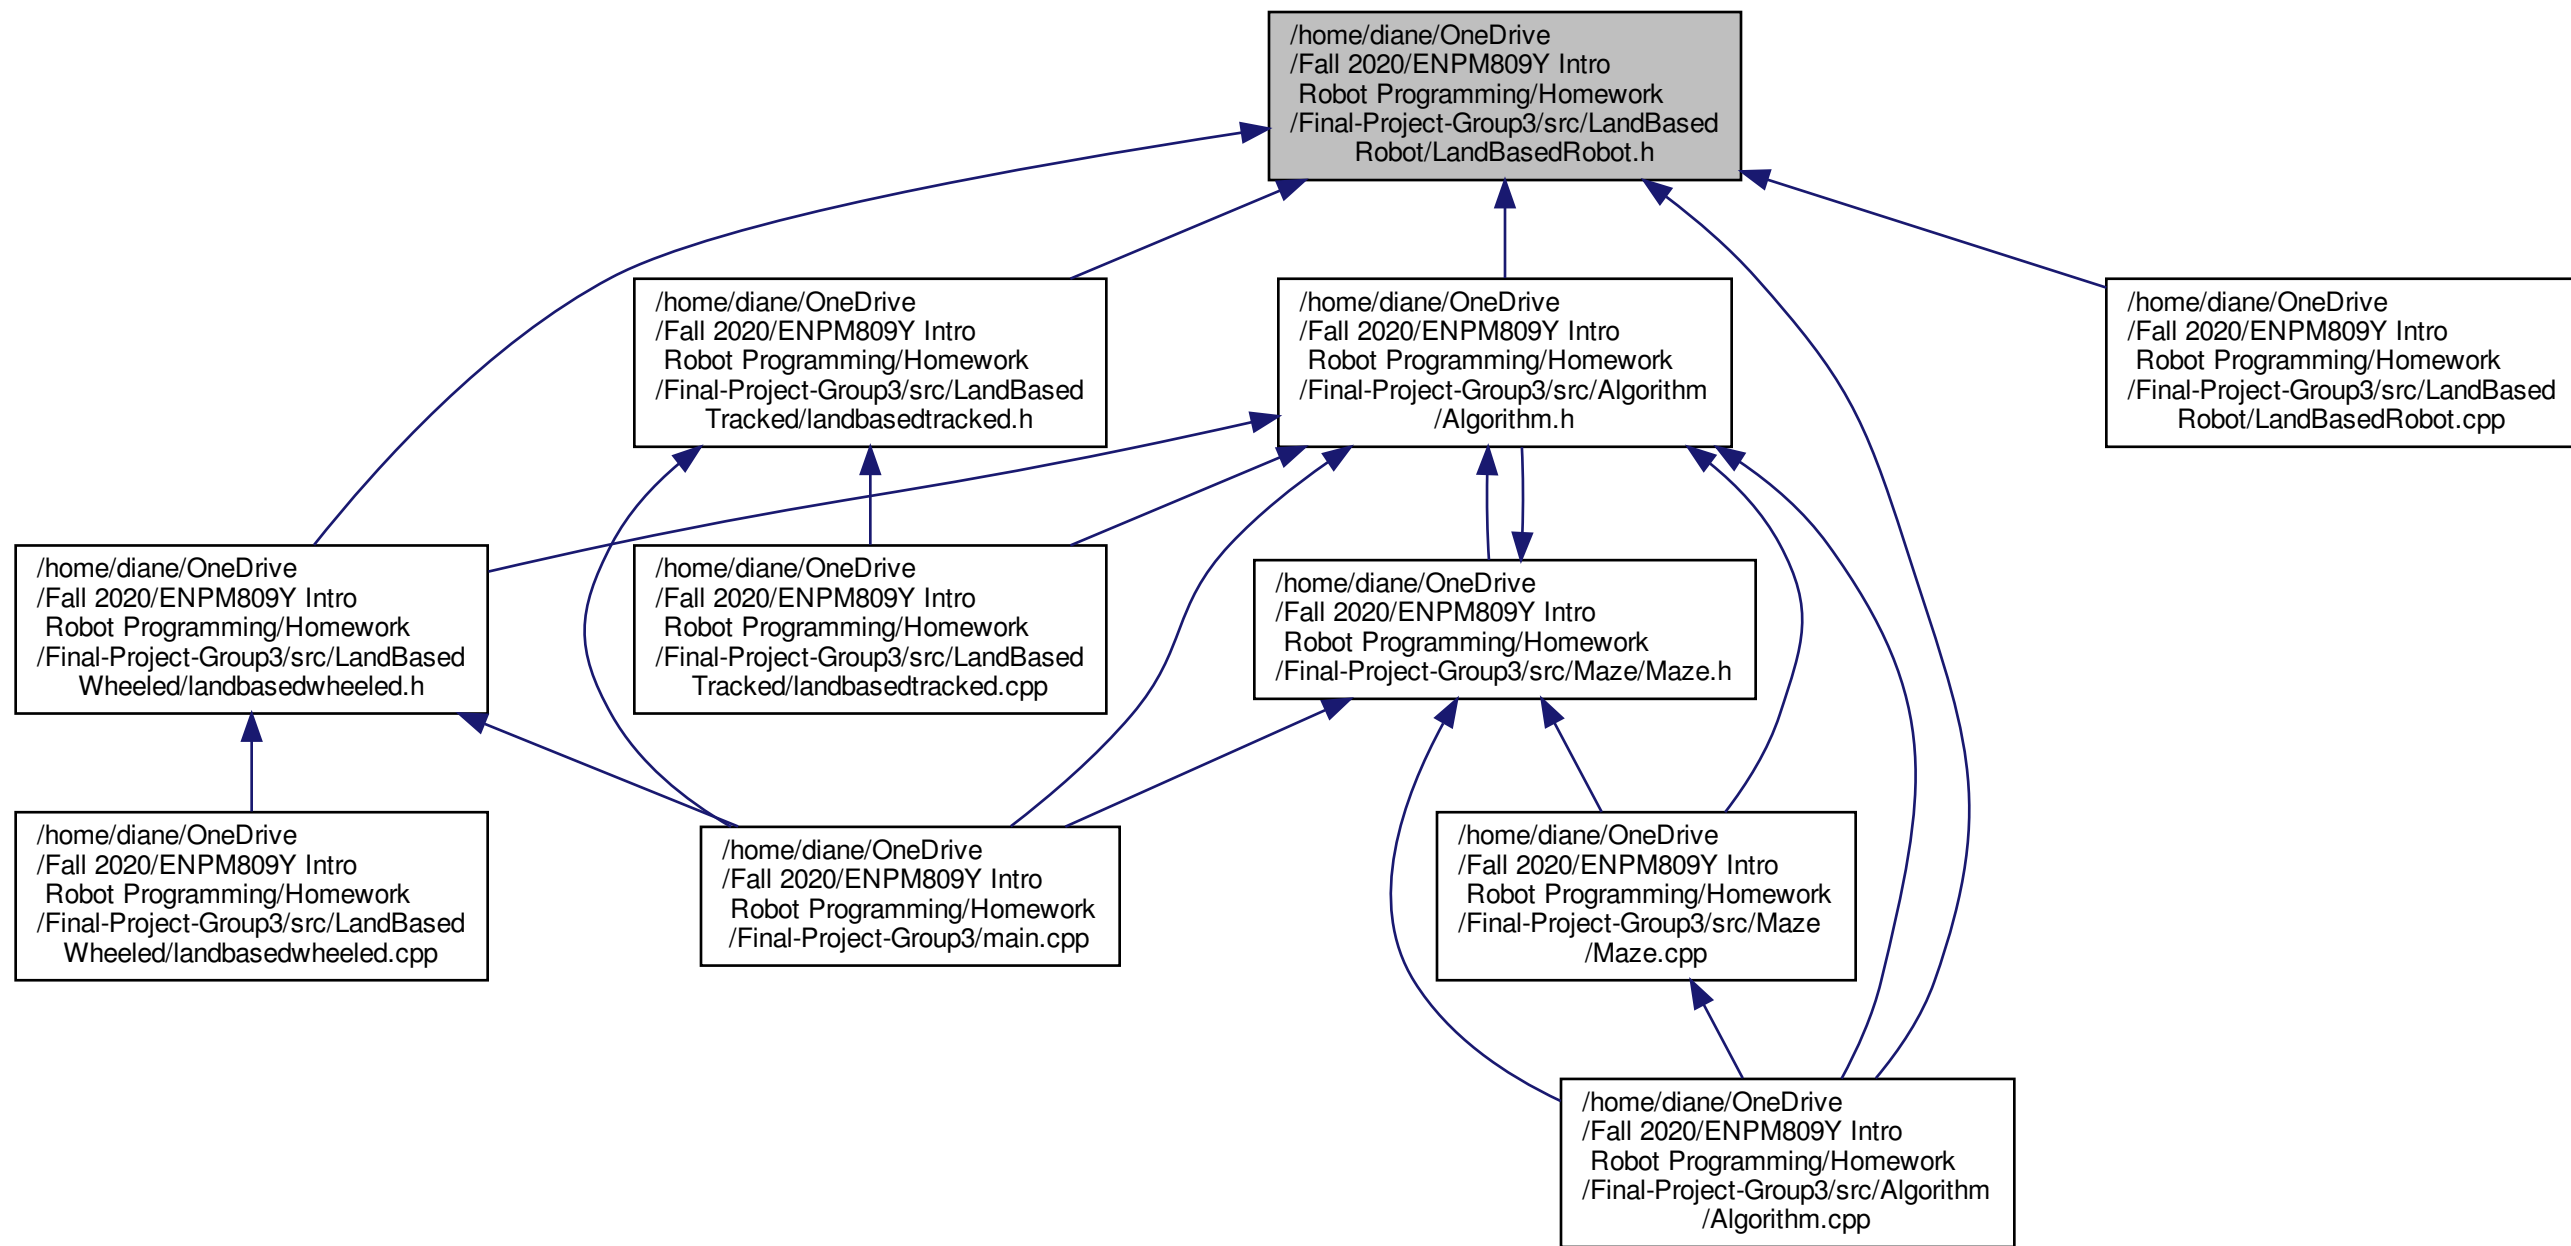 /home/diane/OneDrive
/Fall 2020/ENPM809Y Intro
Robot Programming/Homework
/Final-Project-Group3/src/LandBased
Robot/LandBasedRobot.h
/home/diane/OneDrive
/Fall 2020/ENPM809Y Intro
Robot Programming/Homework
/Final-Project-Group3/src/LandBased
Tracked/landbasedtracked.h
/home/diane/OneDrive
/Fall 2020/ENPM809Y Intro
Robot Programming/Homework
/Final-Project-Group3/src/Algorithm
/Algorithm.h
/home/diane/OneDrive
/Fall 2020/ENPM809Y Intro
Robot Programming/Homework
/Final-Project-Group3/src/LandBased
Robot/LandBasedRobot.cpp
/home/diane/OneDrive
/Fall 2020/ENPM809Y Intro
Robot Programming/Homework
/Final-Project-Group3/src/LandBased
Wheeled/landbasedwheeled.h
/home/diane/OneDrive
/Fall 2020/ENPM809Y Intro
Robot Programming/Homework
/Final-Project-Group3/src/LandBased
Tracked/landbasedtracked.cpp
/home/diane/OneDrive
/Fall 2020/ENPM809Y Intro
Robot Programming/Homework
/Final-Project-Group3/src/Maze/Maze.h
/home/diane/OneDrive
/Fall 2020/ENPM809Y Intro
Robot Programming/Homework
/Final-Project-Group3/src/LandBased
Wheeled/landbasedwheeled.cpp
/home/diane/OneDrive
/Fall 2020/ENPM809Y Intro
Robot Programming/Homework
/Final-Project-Group3/main.cpp
/home/diane/OneDrive
/Fall 2020/ENPM809Y Intro
Robot Programming/Homework
/Final-Project-Group3/src/Maze
/Maze.cpp
/home/diane/OneDrive
/Fall 2020/ENPM809Y Intro
Robot Programming/Homework
/Final-Project-Group3/src/Algorithm
/Algorithm.cpp